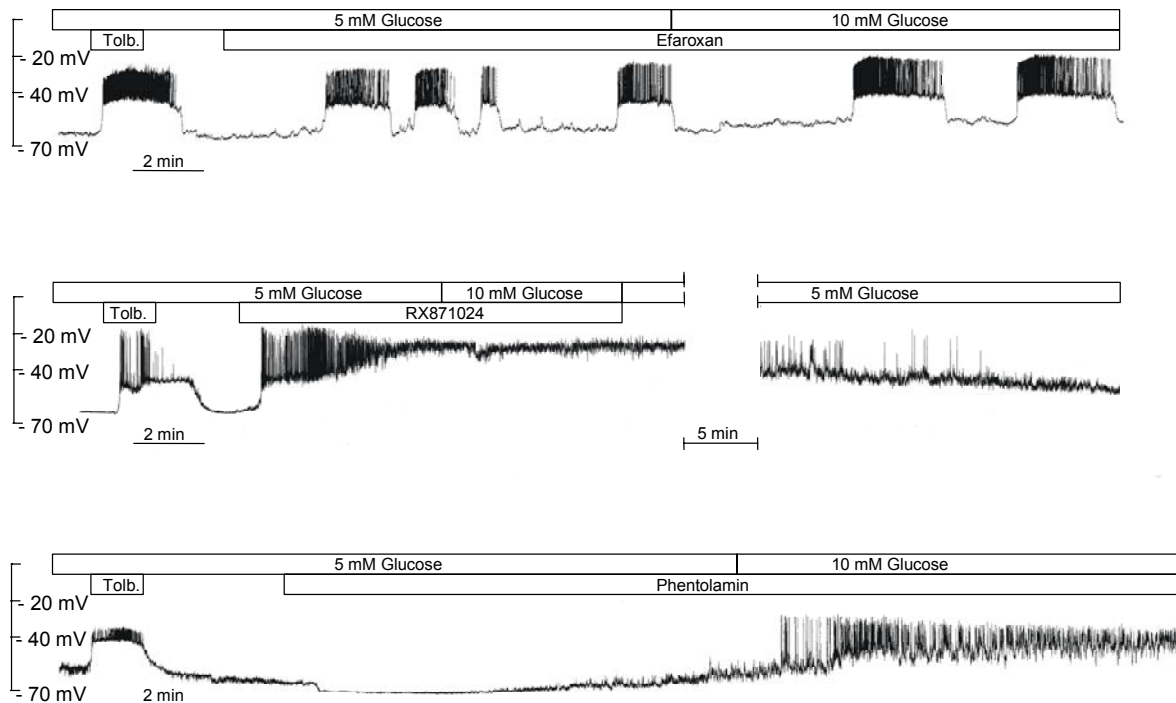 5 mM Glucose 10 mM Glucose
Tolb. Efaroxan
- 20 mV
- 40 mV
- 70 mV
2 min
5 mM Glucose 10 mM Glucose 5 mM Glucose
Tolb. RX871024
- 20 mV
- 40 mV
- 70 mV
2 min 5 min
5 mM Glucose 10 mM Glucose
Tolb. Phentolamin
- 20 mV
- 40 mV
- 70 mV 2 min